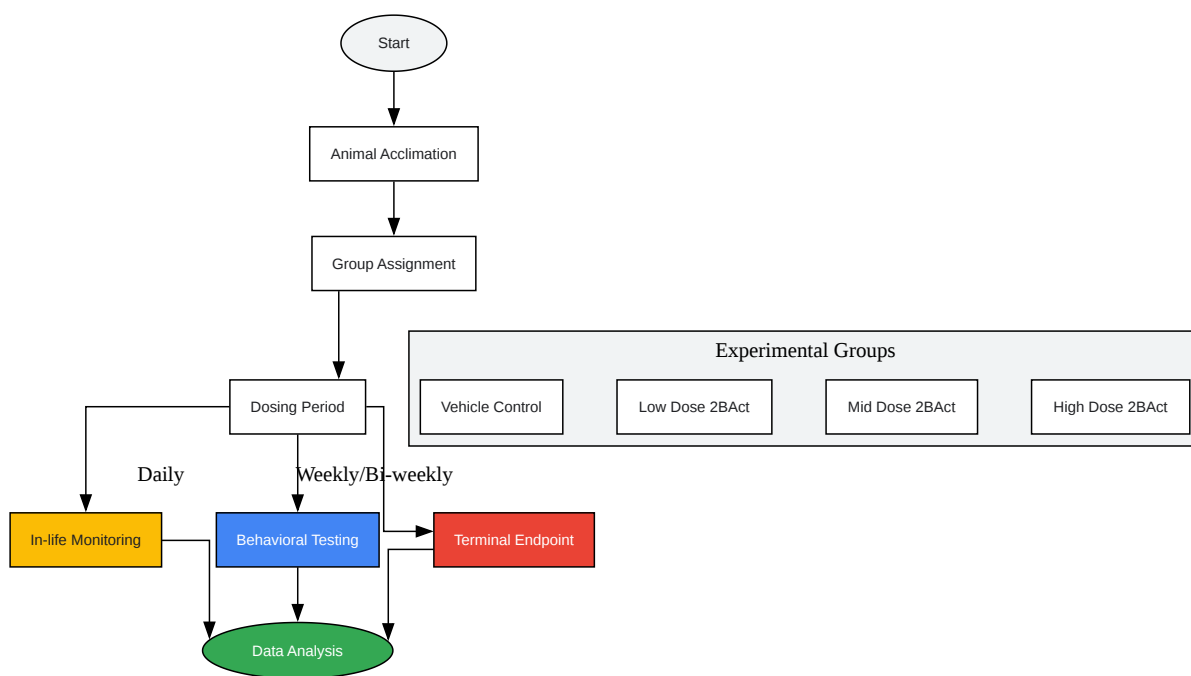 Start
Animal Acclimation
Group Assignment
Experimental Groups
Dosing Period
Vehicle Control
Low Dose 2BAct
Mid Dose 2BAct
High Dose 2BAct
Daily
Weekly/Bi-weekly
In-life Monitoring
Behavioral Testing
Terminal Endpoint
Data Analysis